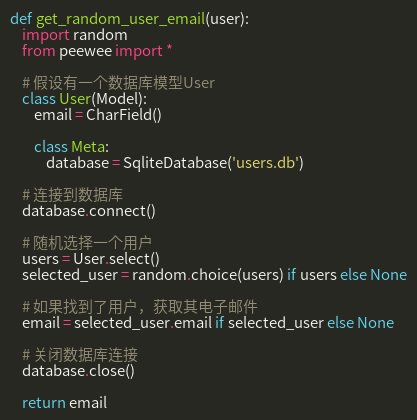 def get_random_user_email(user):
    import random
    from peewee import *

    # 假设有一个数据库模型User
    class User(Model):
        email = CharField()

        class Meta:
            database = SqliteDatabase('users.db')

    # 连接到数据库
    database.connect()

    # 随机选择一个用户
    users = User.select()
    selected_user = random.choice(users) if users else None

    # 如果找到了用户，获取其电子邮件
    email = selected_user.email if selected_user else None

    # 关闭数据库连接
    database.close()

    return email